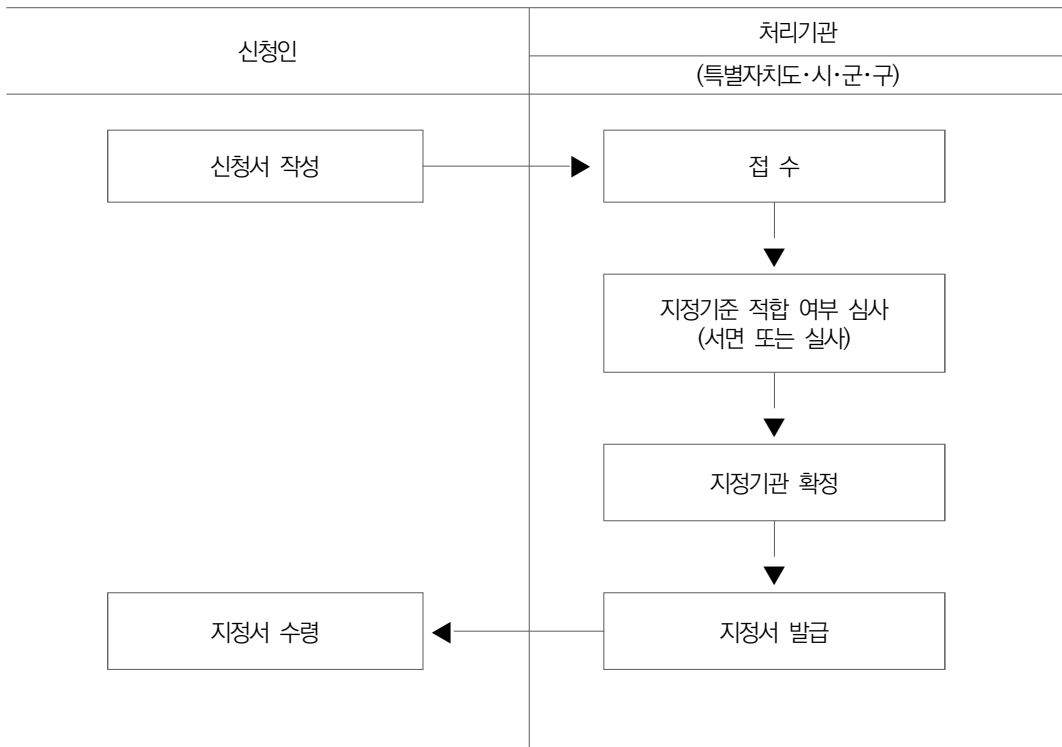 신청인
처리기관
(특별자치도·시·군·구)
신청서 작성
접 수
지정기준 적합 여부 심사
(서면 또는 실사)
지정기관 확정
지정서 수령
지정서 발급